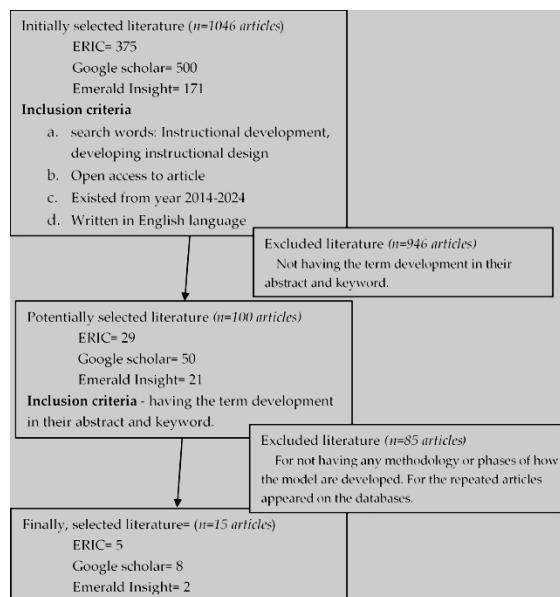 Initially selected literature (n=1046 articles)
ERIC= 375
Google scholar= 500
Emerald Insight= 171
Inclusion criteria
a. search words: Instructional development,
developing instructional design
b. Open access to article
c. Existed from year 2014-2024
d. Written in English language
Excluded literature (n=946 articles)
Not having the term development in their
abstract and keyword.
Potentially selected literature (n=100 articles)
ERIC= 29
Google scholar= 50
Emerald Insight= 21
Inclusion criteria - having the term development
in their abstract and keyword.
Excluded literature (n=85 articles)
For not having any methodology or phases of how
the model are developed. For the repeated articles
appeared on the databases.
Finally, selected literature= (n=15 articles)
ERIC= 5
Google scholar= 8
Emerald Insight= 2